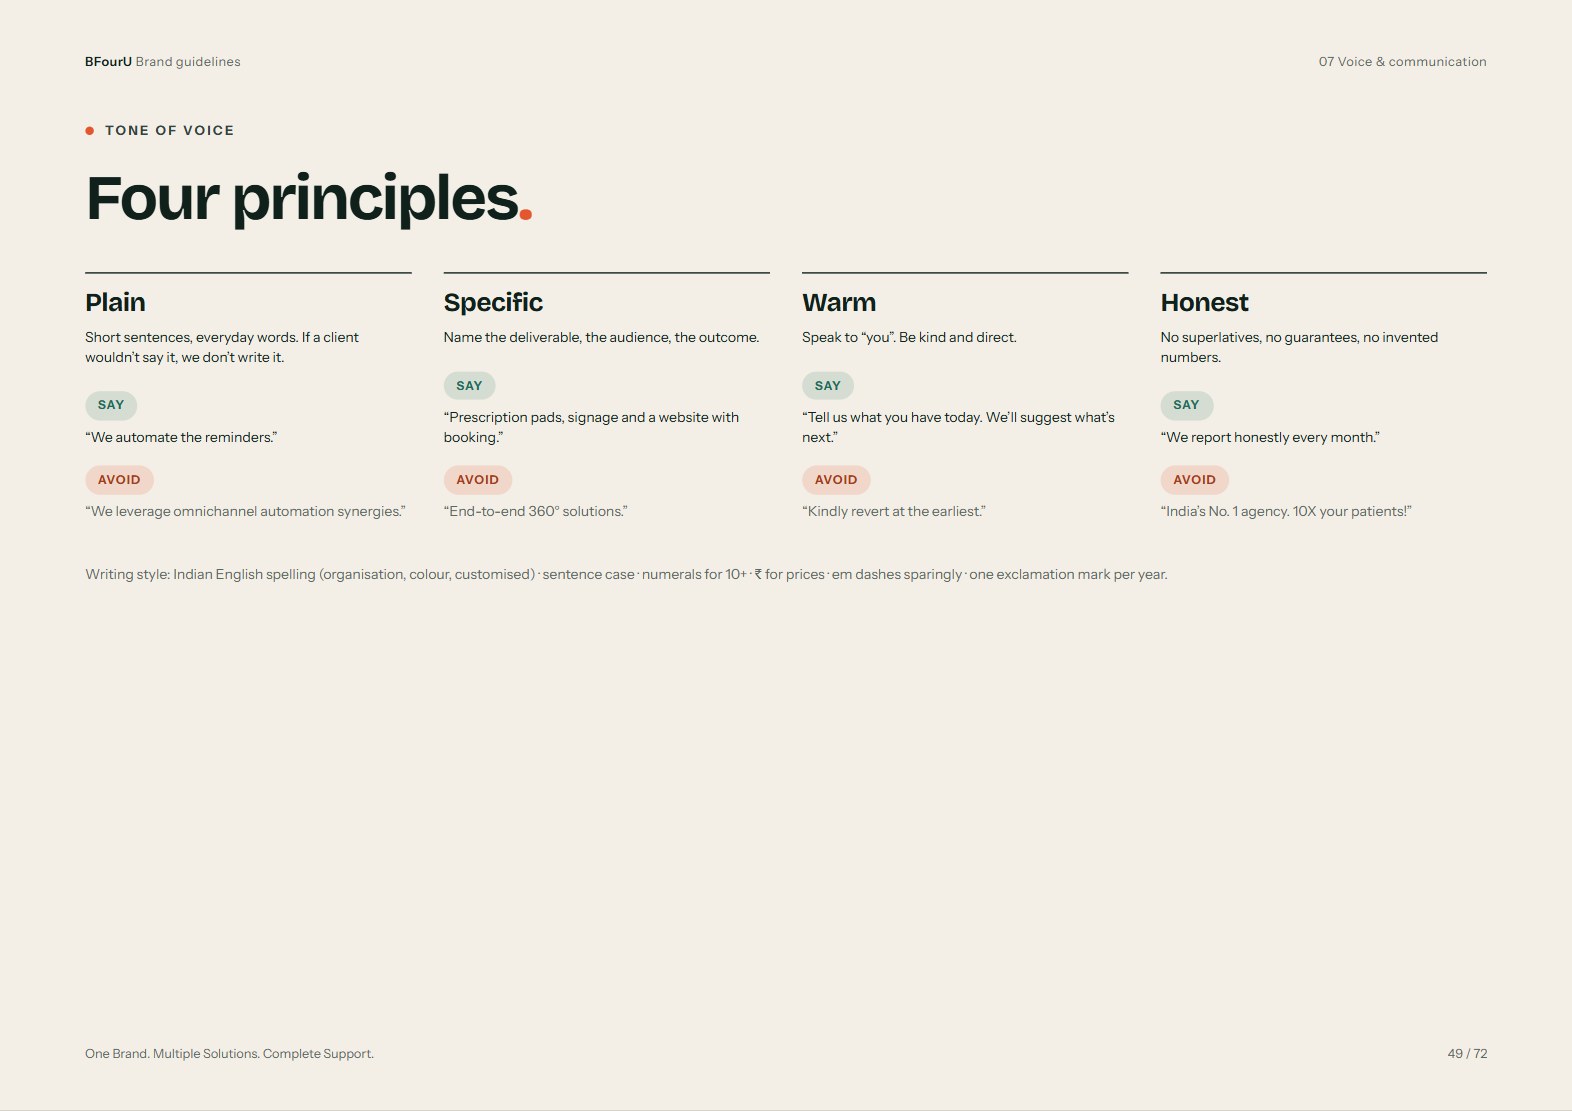 BFourU Brand guidelines
07 Voice & communication
TONE OF VOICE
Four principles.
Plain
Short sentences, everyday words. If a client
wouldn’t say it, we don’t write it.
SAY
“We automate the reminders.”
AVOID
“We leverage omnichannel automation synergies.”
Specific
Name the deliverable, the audience, the outcome.
SAY
“Prescription pads, signage and a website with
booking.”
AVOID
“End-to-end 360° solutions.”
Warm
Speak to “you”. Be kind and direct.
SAY
“Tell us what you have today. We’ll suggest what’s
next.”
AVOID
“Kindly revert at the earliest.”
Honest
No superlatives, no guarantees, no invented
numbers.
SAY
“We report honestly every month.”
AVOID
“India’s No. 1 agency. 10X your patients!”
Writing style: Indian English spelling (organisation, colour, customised) · sentence case · numerals for 10+ · ₹ for prices · em dashes sparingly · one exclamation mark per year.
One Brand. Multiple Solutions. Complete Support.
49 / 72